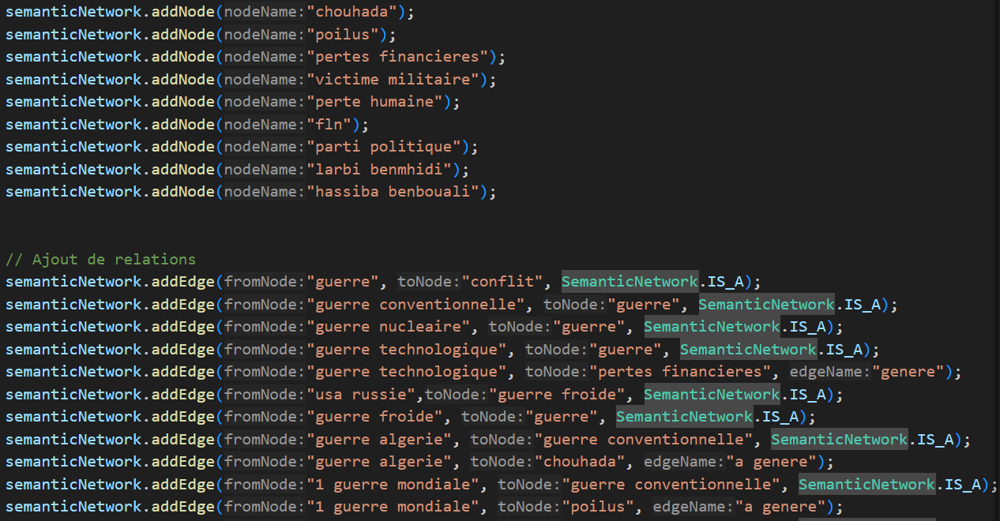 semanticNetwork.addNode(nodeName:"chouhada");
semanticNetwork.addNode(nodeName:"poilus");
semanticNetwork.addNode(nodeName:"pertes financieres");
semanticNetwork.addNode(nodeName:"victime militaire");
semanticNetwork.addNode(nodeName:"perte humaine");
semanticNetwork.addNode(nodeName:"fln");
semanticNetwork.addNode(nodeName:"parti politique");
semanticNetwork.addNode(nodeName:"larbi benmhidi");
semanticNetwork.addNode(nodeName:"hassiba benbouali");
// Ajout de relations
semanticNetwork.addEdge(fromNode:"guerre", toNode:"conflit", SemanticNetwork.IS_A);
semanticNetwork.addEdge(fromNode:"guerre conventionnelle", toNode:"guerre", SemanticNetwork.IS_A);
semanticNetwork.addEdge(fromNode:"guerre nucleaire", toNode:"guerre", SemanticNetwork.IS_A);
semanticNetwork.addEdge(fromNode:"guerre technologique", toNode:"guerre", SemanticNetwork.IS_A);
semanticNetwork.addEdge(fromNode:"guerre technologique", toNode:"pertes financieres", edgeName:"genere");
semanticNetwork.addEdge(fromNode:"usa russie",toNode:"guerre froide", SemanticNetwork.IS_A);
semanticNetwork.addEdge(fromNode:"guerre froide", toNode:"guerre", SemanticNetwork.IS_A);
semanticNetwork.addEdge(fromNode:"guerre algerie", toNode:"guerre conventionnelle", SemanticNetwork.IS_A);
semanticNetwork.addEdge(fromNode:"guerre algerie", toNode:"chouhada", edgeName:"a genere");
semanticNetwork.addEdge(fromNode:"1 guerre mondiale", toNode:"guerre conventionnelle", SemanticNetwork.IS_A);
semanticNetwork.addEdge(fromNode:"1 guerre mondiale", toNode:"poilus", edgeName:"a genere");